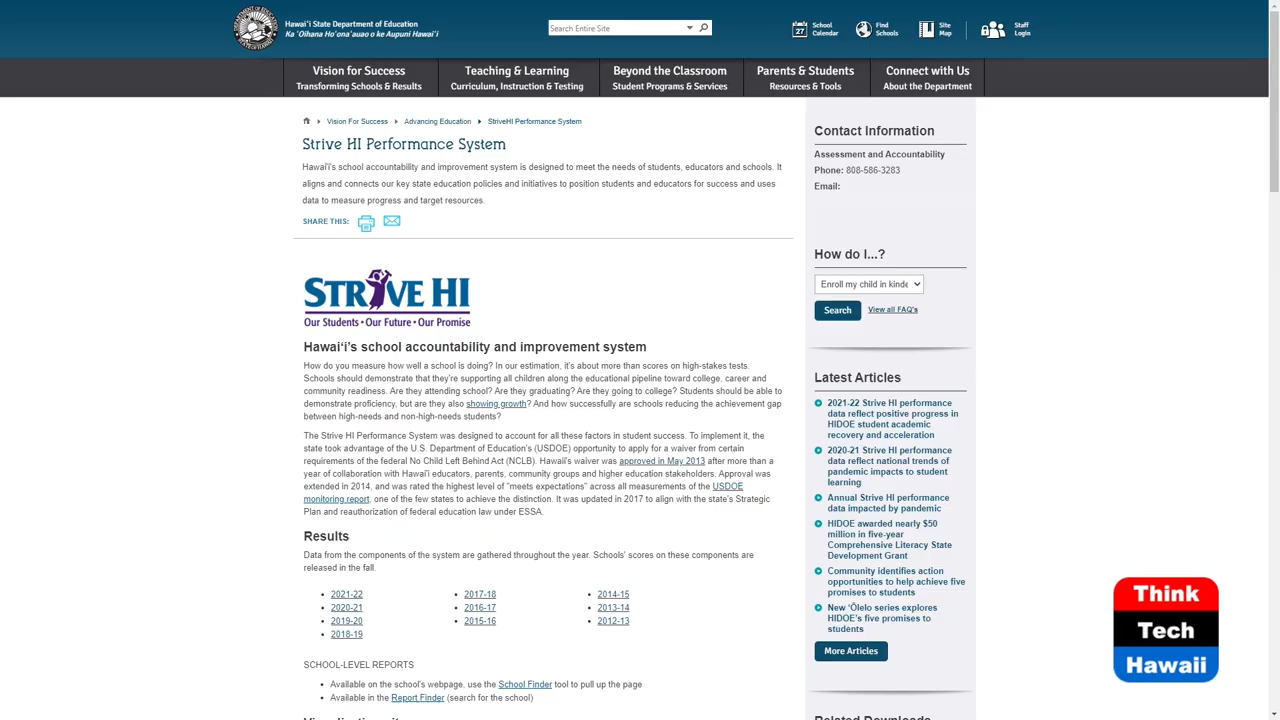 Hawai'i State Department of Education
Ka 'Oihana Ho'ona'auao o ke Aupuni Hawai'i
Search Entire Site
27
School
Calendar
Find
Schools
Site
Map
Staff
Login
Vision for Success
Transforming Schools & Results
Teaching & Learning
Curriculum, Instruction & Testing
Beyond the Classroom
Student Programs & Services
Parents & Students
Resources & Tools
Connect with Us
About the Department
Vision For Success
Advancing Education
StriveHI Performance System
Strive HI Performance System
Hawaiʻi's school accountability and improvement system is designed to meet the needs of students, educators and schools. It
aligns and connects our key state education policies and initiatives to position students and educators for success and uses
data to measure progress and target resources.
SHARE THIS:
STRIVE HI
Our Students • Our Future • Our Promise
Hawaiʻi's school accountability and improvement system
How do you measure how well a school is doing? In our estimation, it's about more than scores on high-stakes tests.
Schools should demonstrate that they're supporting all children along the educational pipeline toward college, career and
community readiness. Are they attending school? Are they graduating? Are they going to college? Students should be able to
demonstrate proficiency, but are they also showing growth? And how successfully are schools reducing the achievement gap
between high-needs and non-high-needs students?
The Strive HI Performance System was designed to account for all these factors in student success. To implement it, the
state took advantage of the U.S. Department of Education's (USDOE) opportunity to apply for a waiver from certain
requirements of the federal No Child Left Behind Act (NCLB). Hawaii's waiver was approved in May 2013 after more than a
year of collaboration with Hawaiʻi educators, parents, community groups and higher education stakeholders. Approval was
extended in 2014, and was rated the highest level of "meets expectations" across all measurements of the USDOE
monitoring report, one of the few states to achieve the distinction. It was updated in 2017 to align with the state's Strategic
Plan and reauthorization of federal education law under ESSA.
Results
Data from the components of the system are gathered throughout the year. Schools' scores on these components are
released in the fall.
• 2021-22
• 2020-21
• 2019-20
• 2018-19
• 2017-18
• 2016-17
• 2015-16
• 2014-15
• 2013-14
• 2012-13
SCHOOL-LEVEL REPORTS
• Available on the school's webpage, use the School Finder tool to pull up the page
• Available in the Report Finder (search for the school)
Contact Information
Assessment and Accountability
Phone: 808-586-3283
Email:
How do I...?
Enroll my child in kinde
Search
View all FAQ's
Latest Articles
2021-22 Strive HI performance
data reflect positive progress in
HIDOE student academic
recovery and acceleration
2020-21 Strive HI performance
data reflect national trends of
pandemic impacts to student
learning
Annual Strive HI performance
data impacted by pandemic
HIDOE awarded nearly $50
million in five-year
Comprehensive Literacy State
Development Grant
Community identifies action
opportunities to help achieve five
promises to students
New ʻŌlelo series explores
HIDOE's five promises to
students
More Articles
Related Downloads
Think
Tech
Hawaii